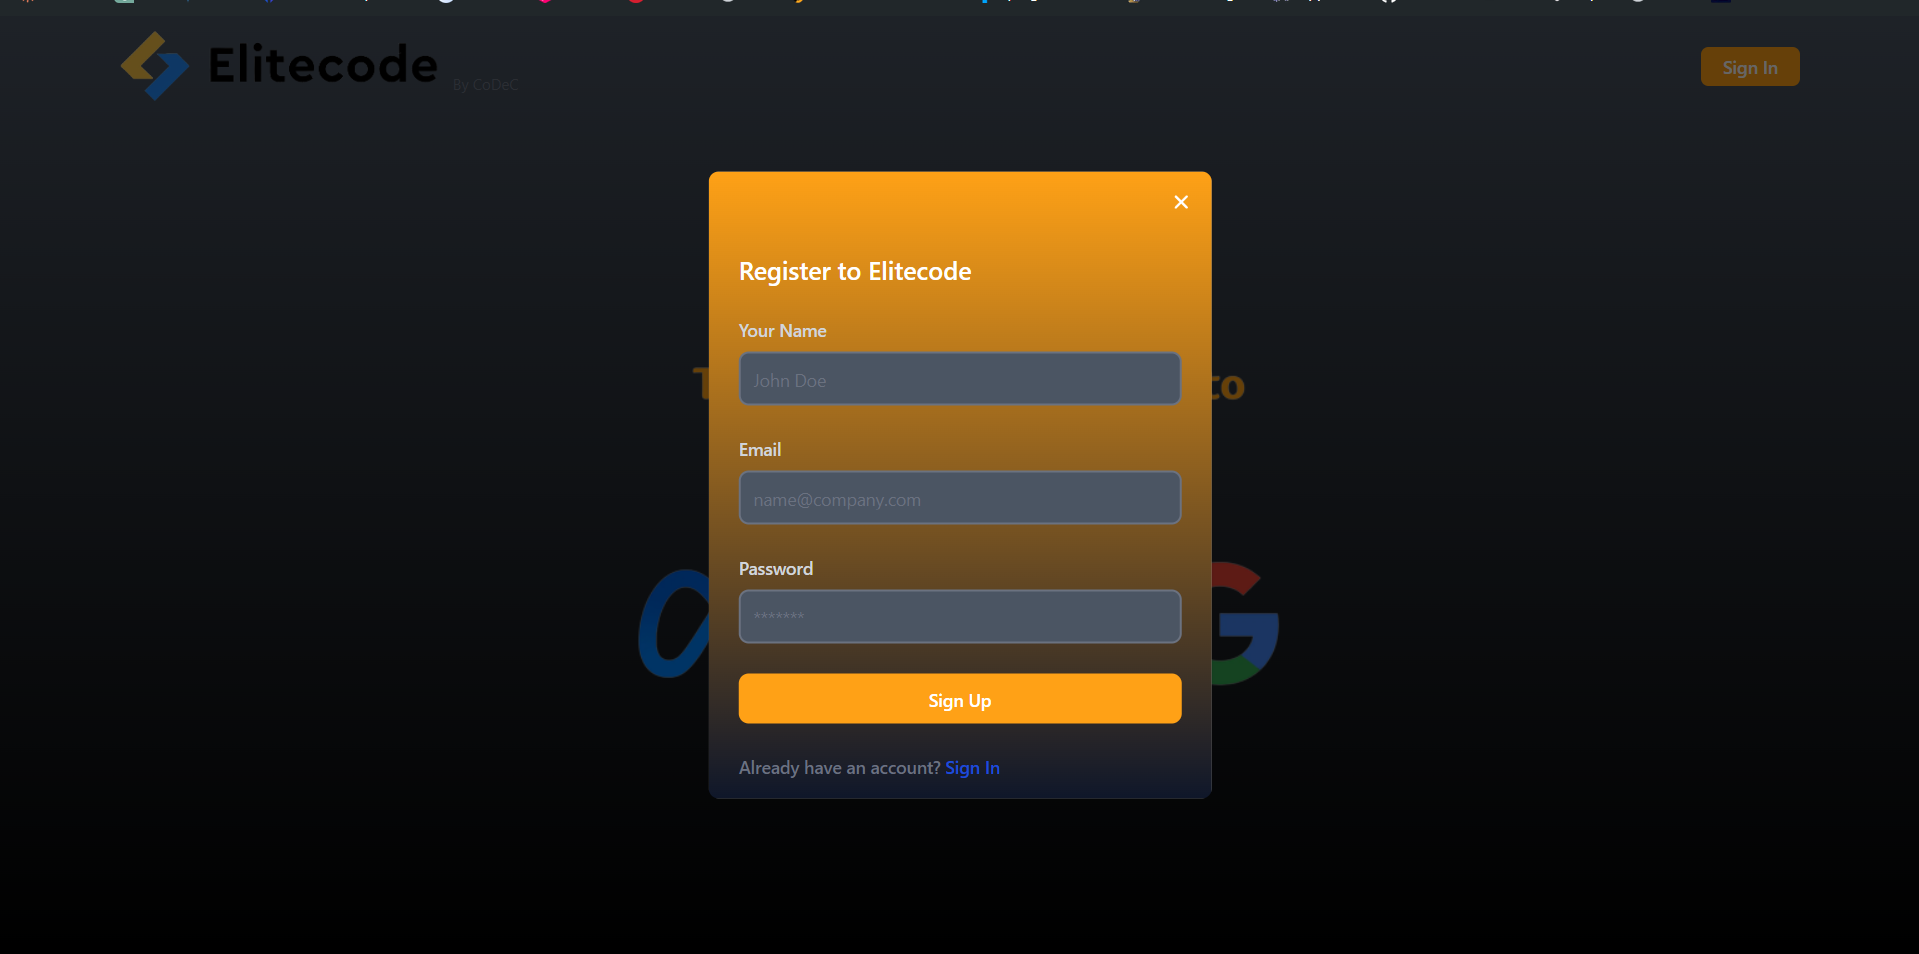 Elitecode
By CoDeC
Sign In
Register to Elitecode
Your Name
John Doe
to
Email
name@company.com
Password
*******
Sign Up
Already have an account? Sign In